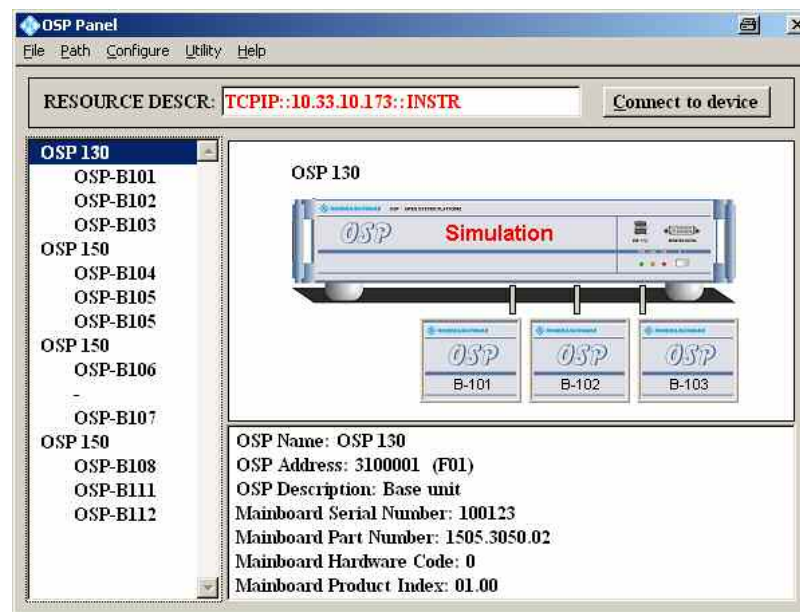 OSP Panel
File Path Configure Utility Help
RESOURCE DESCR: TCPIP::10.33.10.173::INSTR Connect to device
OSP 130
OSP-B101
OSP-B102
OSP-B103
OSP 150
OSP-B104
OSP-B105
OSP-B105
OSP 150
OSP-B106
-
OSP-B107
OSP 150
OSP-B108
OSP-B111
OSP-B112
OSP 130
OSP Simulation
OSP
B-101
OSP
B-102
OSP
B-103
OSP Name: OSP 130
OSP Address: 3100001 (F01)
OSP Description: Base unit
Mainboard Serial Number: 100123
Mainboard Part Number: 1505.3050.02
Mainboard Hardware Code: 0
Mainboard Product Index: 01.00